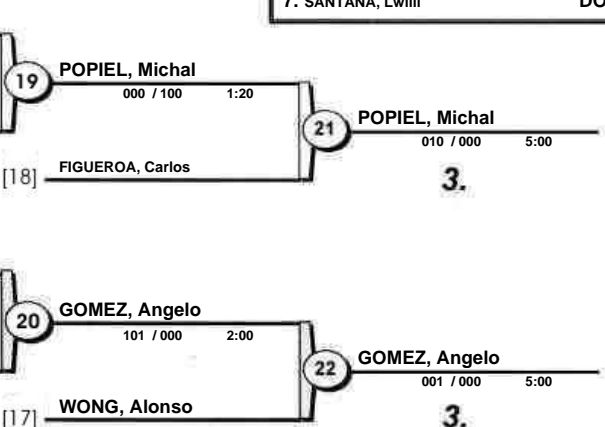 7. SANTANA, Lwilli DO
19 POPIEL, Michal
000 / 100 1:20
21 POPIEL, Michal
010 / 000 5:00
[18] FIGUEROA, Carlos
3.
20 GOMEZ, Angelo
101 / 000 2:00
22 GOMEZ, Angelo
001 / 000 5:00
[17] WONG, Alonso
3.